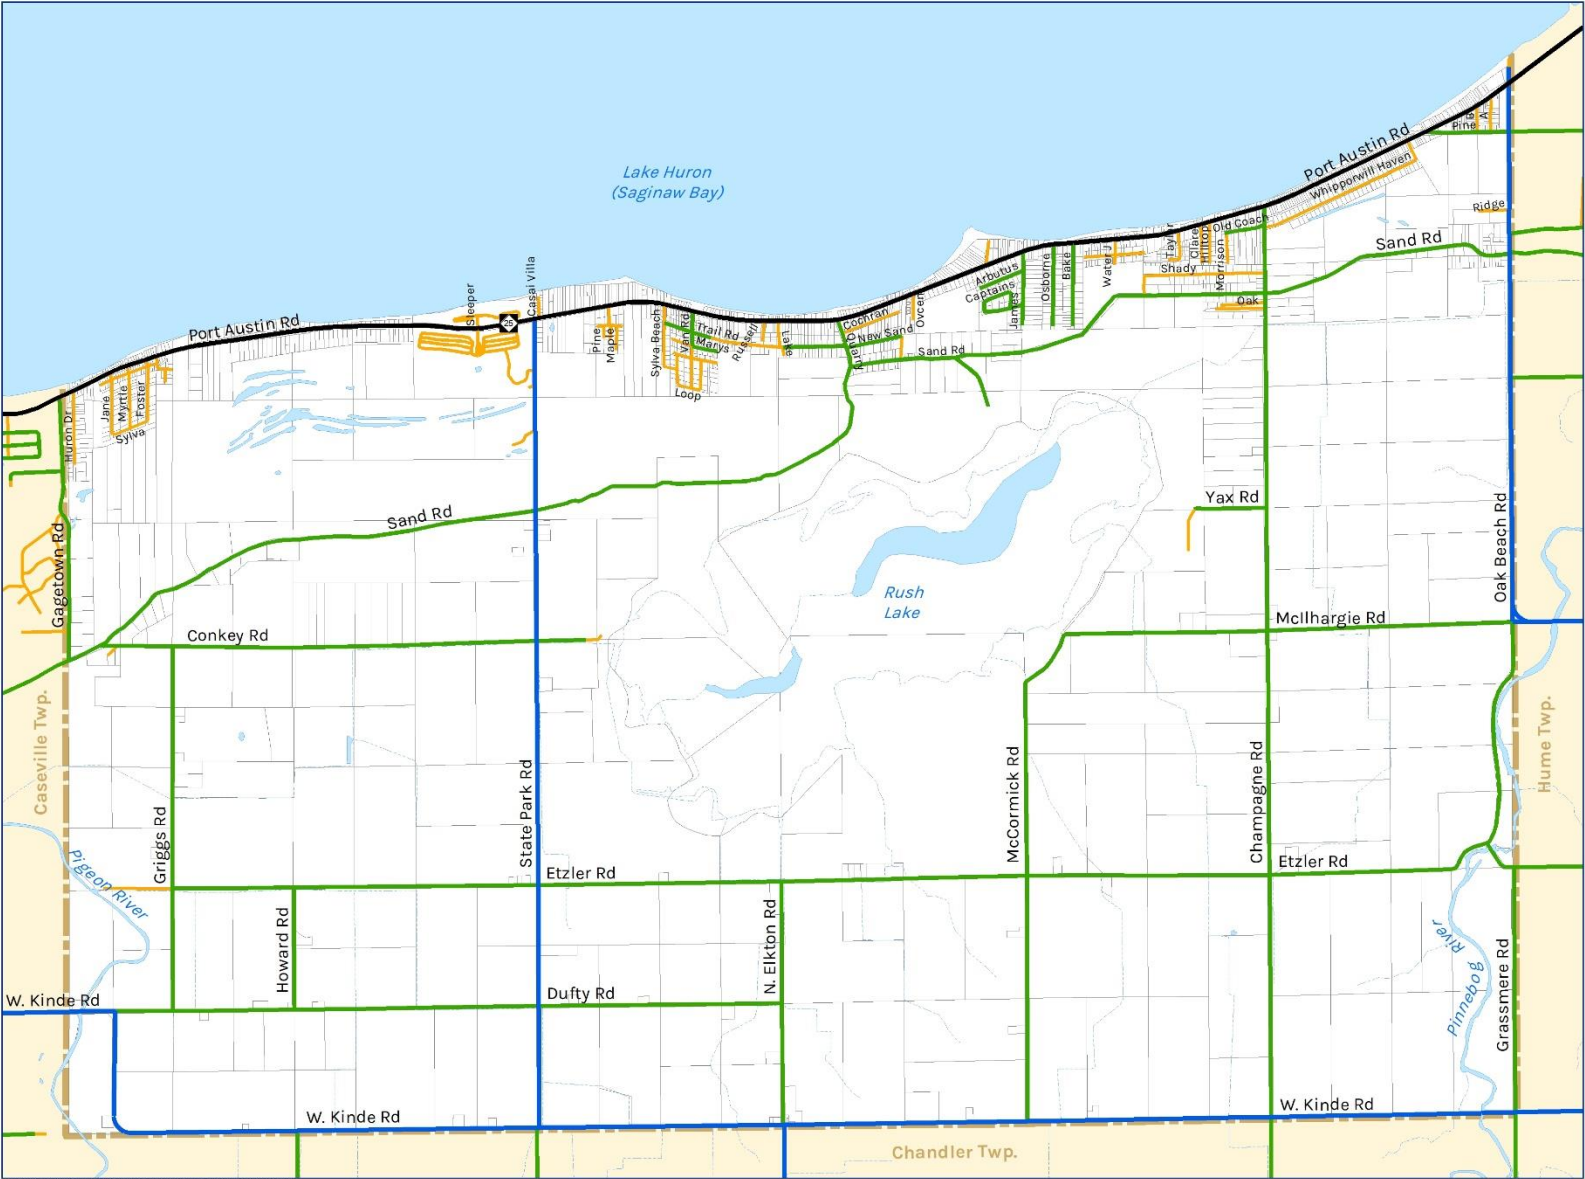 Port Austin Rd
B
A
Pine
Whipporwill Haven
Lake Huron
(Saginaw Bay)
Ridge
Old Coach
Taylor
Clare
Hilltop
Morrison
Sand Rd
Water
Bake
Osborne
Shady
Arbutus
Captains
James
Oak
Casai Villa
Sleeper
25
Port Austin Rd
Pine
Maple
Sylva Beach
Van Rd
Trail Rd
Marys
Russell
Lake
Loop
Cochran
New Sand
Quarry
Sand Rd
Jane
Myrtle
Foster
Sylva
Huron Dr
Sand Rd
Yax Rd
Oak Beach Rd
Gagetown Rd
Rush
Lake
McIlhargie Rd
Conkey Rd
Caseville Twp.
Hume Twp.
Griggs Rd
State Park Rd
McCormick Rd
Champagne Rd
Etzler Rd
Etzler Rd
Pigeon River
Howard Rd
N. Elkton Rd
Pinnebog River
Grassmere Rd
W. Kinde Rd
Dufty Rd
W. Kinde Rd
W. Kinde Rd
Chandler Twp.